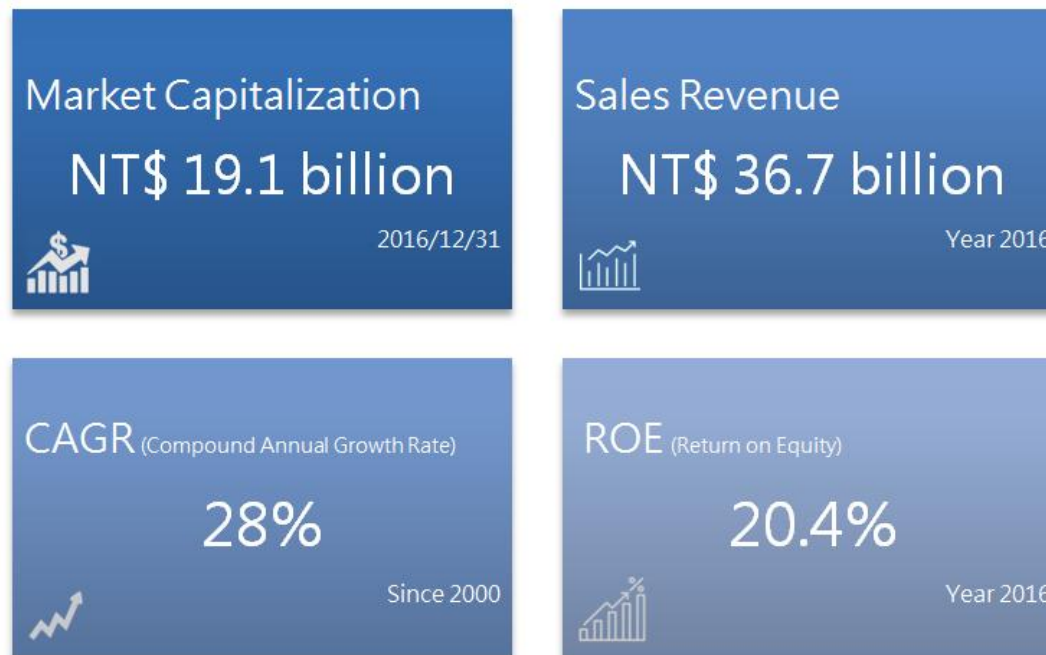 Market Capitalization
NT$ 19.1 billion
2016/12/31
Sales Revenue
NT$ 36.7 billion
Year 2016
CAGR (Compound Annual Growth Rate)
28%
Since 2000
ROE (Return on Equity)
20.4%
Year 2016